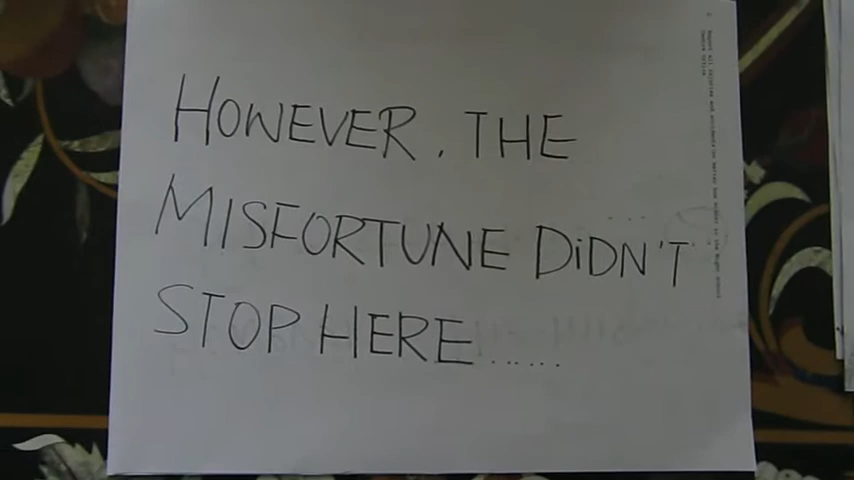 HOWEVER, THE
MISFORTUNE DiDN'T
STOP HERE......